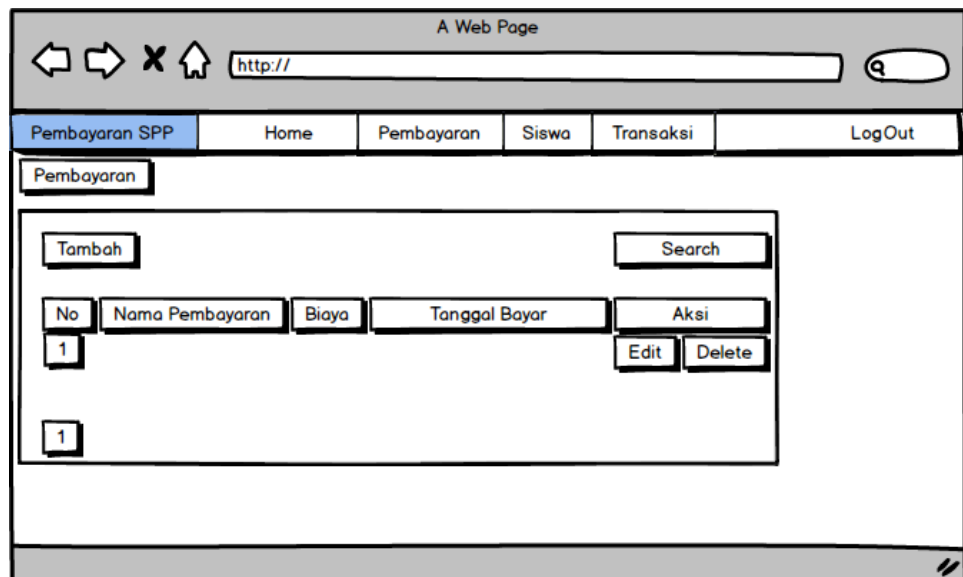 A Web Page
http://
Pembayaran SPP Home Pembayaran Siswa Transaksi LogOut
Pembayaran
Tambah Search
No Nama Pembayaran Biaya Tanggal Bayar Aksi
1 Edit Delete
1